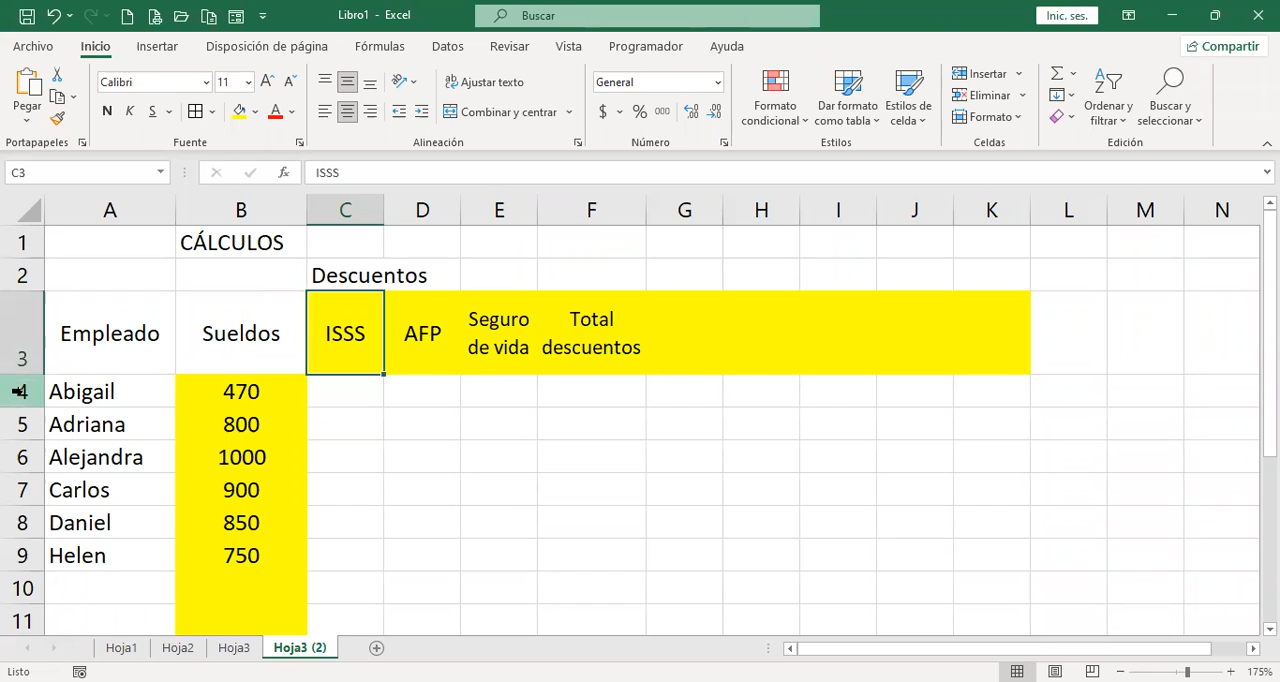 Libro1 - Excel
Buscar
Inic. ses.
Archivo Inicio Insertar Disposición de página Fórmulas Datos Revisar Vista Programador Ayuda Compartir
Pegar
Calibri 11
N K S
Ajustar texto
Combinar y centrar
General
$ % 000
Formato condicional
Dar formato como tabla
Estilos de celda
Insertar
Eliminar
Formato
Ordenar y filtrar
Buscar y seleccionar
Portapapeles Fuente Alineación Número Estilos Celdas Edición
C3 fx ISSS
A B C D E F G H I J K L M N
1 CÁLCULOS
2 Descuentos
3 Empleado Sueldos ISSS AFP Seguro de vida Total descuentos
4 Abigail 470
5 Adriana 800
6 Alejandra 1000
7 Carlos 900
8 Daniel 850
9 Helen 750
10
11
Hoja1 Hoja2 Hoja3 Hoja3 (2)
Listo 175%